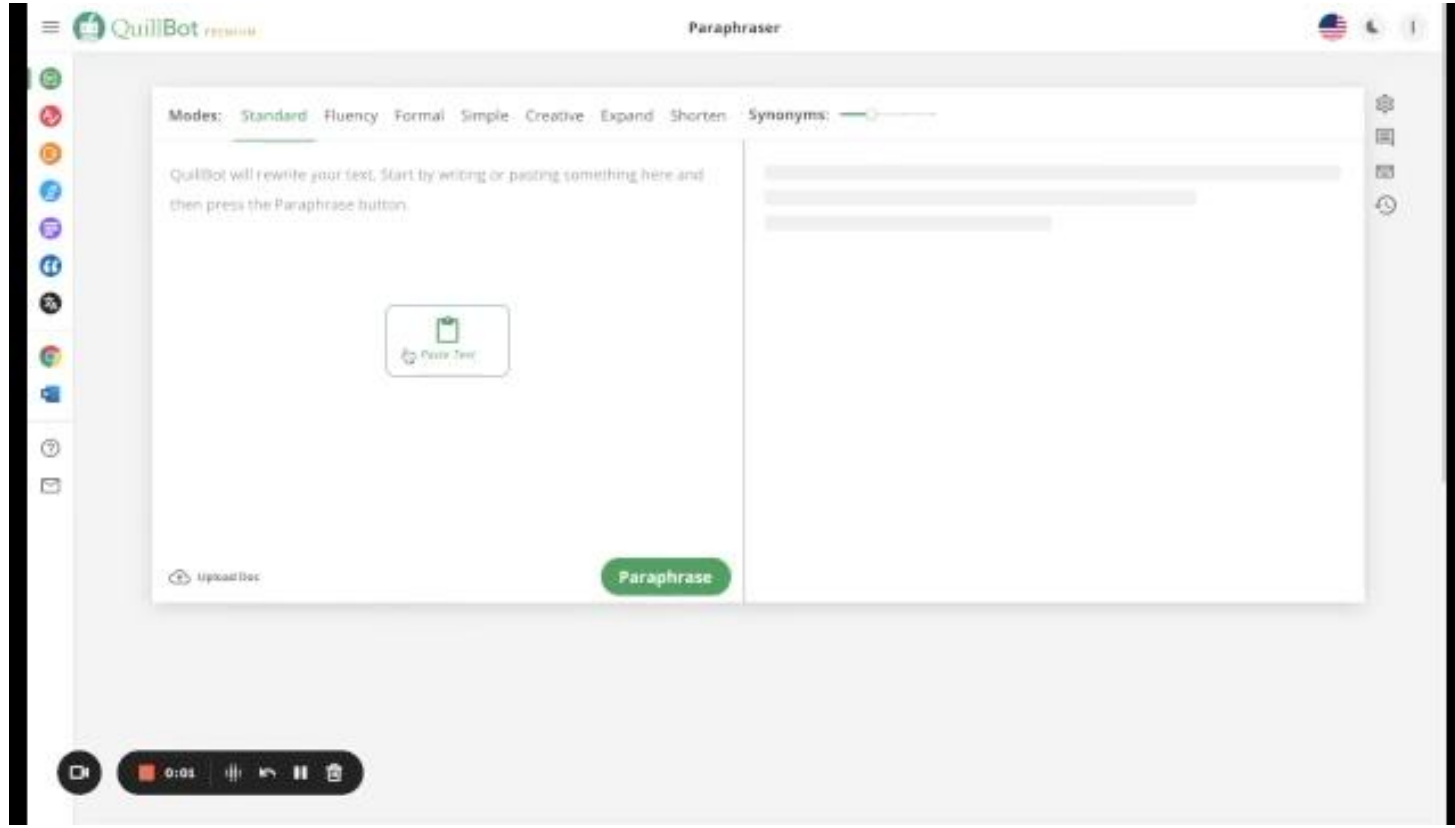 QuillBot PREMIUM
Paraphraser
Modes: Standard Fluency Formal Simple Creative Expand Shorten Synonyms:
QuillBot will rewrite your text. Start by writing or pasting something here and
then press the Paraphrase button.
Paste Text
Upload Doc
Paraphrase
0:01